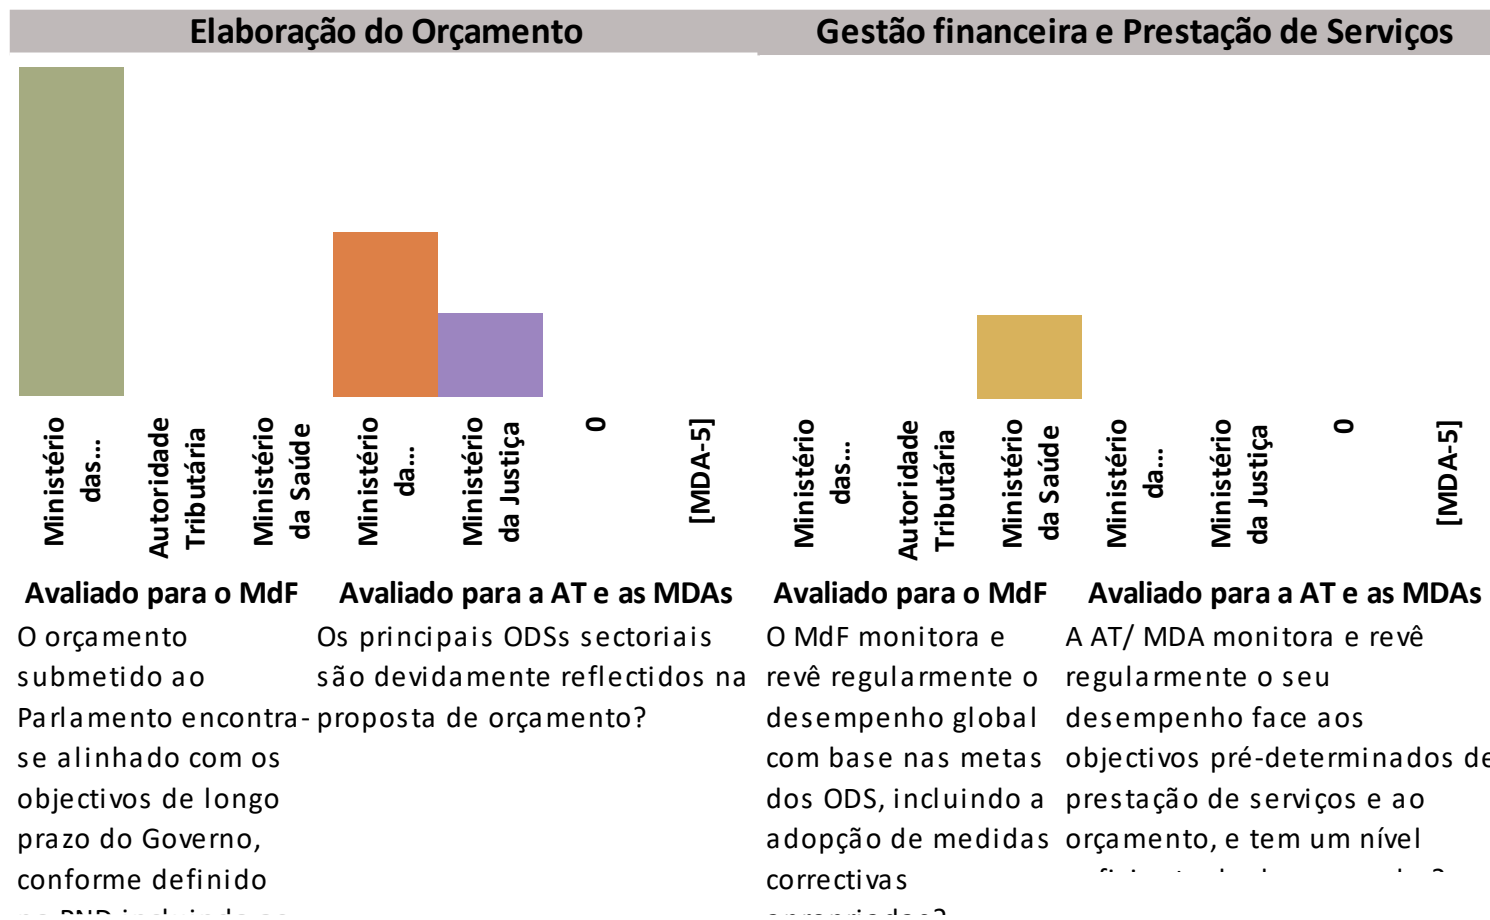 Elaboração do Orçamento
Gestão financeira e Prestação de Serviços
Ministério
das...
Autoridade
Tributária
Ministério
da Saúde
Ministério
da...
Ministério
da Justiça
0
[MDA-5]
Ministério
das...
Autoridade
Tributária
Ministério
da Saúde
Ministério
da...
Ministério
da Justiça
0
[MDA-5]
Avaliado para o MdF
O orçamento
submetido ao
Parlamento encontra-
se alinhado com os
objectivos de longo
prazo do Governo,
conforme definido
Avaliado para a AT e as MDAs
Os principais ODSs sectoriais
são devidamente reflectidos na
proposta de orçamento?
Avaliado para o MdF
O MdF monitora e
revê regularmente o
desempenho global
com base nas metas
dos ODS, incluindo a
adopção de medidas
correctivas
Avaliado para a AT e as MDAs
A AT/ MDA monitora e revê
regularmente o seu
desempenho face aos
objectivos pré-determinados de
prestação de serviços e ao
orçamento, e tem um nível